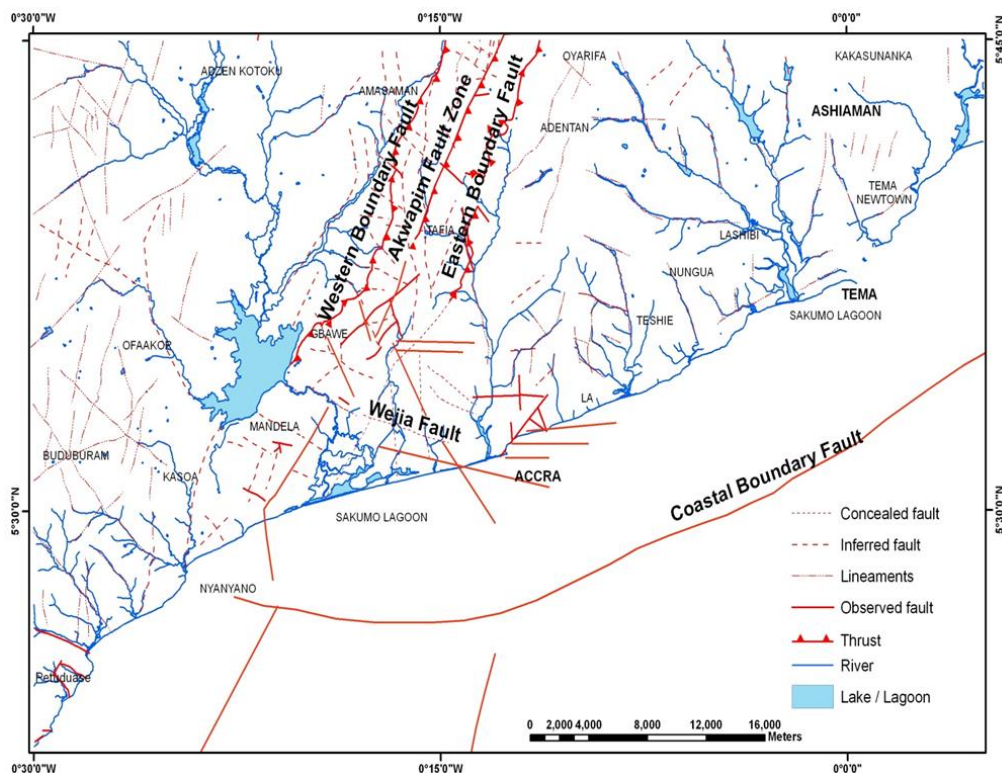 0°30'0"W
0°15'0"W
0°0'0"
5°45'0"N
ADZEN KOTOKU
AMASAMAN
OYARIFA
KAKASUNANKA
ASHIAMAN
ADENTAN
Western Boundary Fault
Akwapim Fault Zone
Eastern Boundary Fault
TEMA
NEWTOWN
TAFIA
LASHIBI
NUNGUA
TEMA
SAKUMO LAGOON
TESHIE
GBAWE
OFAAKOR
LA
MANDELA
Wejia Fault
BUDUBURAM
KASOA
ACCRA
Coastal Boundary Fault
5°30'0"N
5°30'0"N
SAKUMO LAGOON
NYANYANO
Concealed fault
Inferred fault
Lineaments
Observed fault
Thrust
River
Lake / Lagoon
0 2,000 4,000 8,000 12,000 16,000
Meters
0°30'0"W
0°15'0"W
0°0'0"